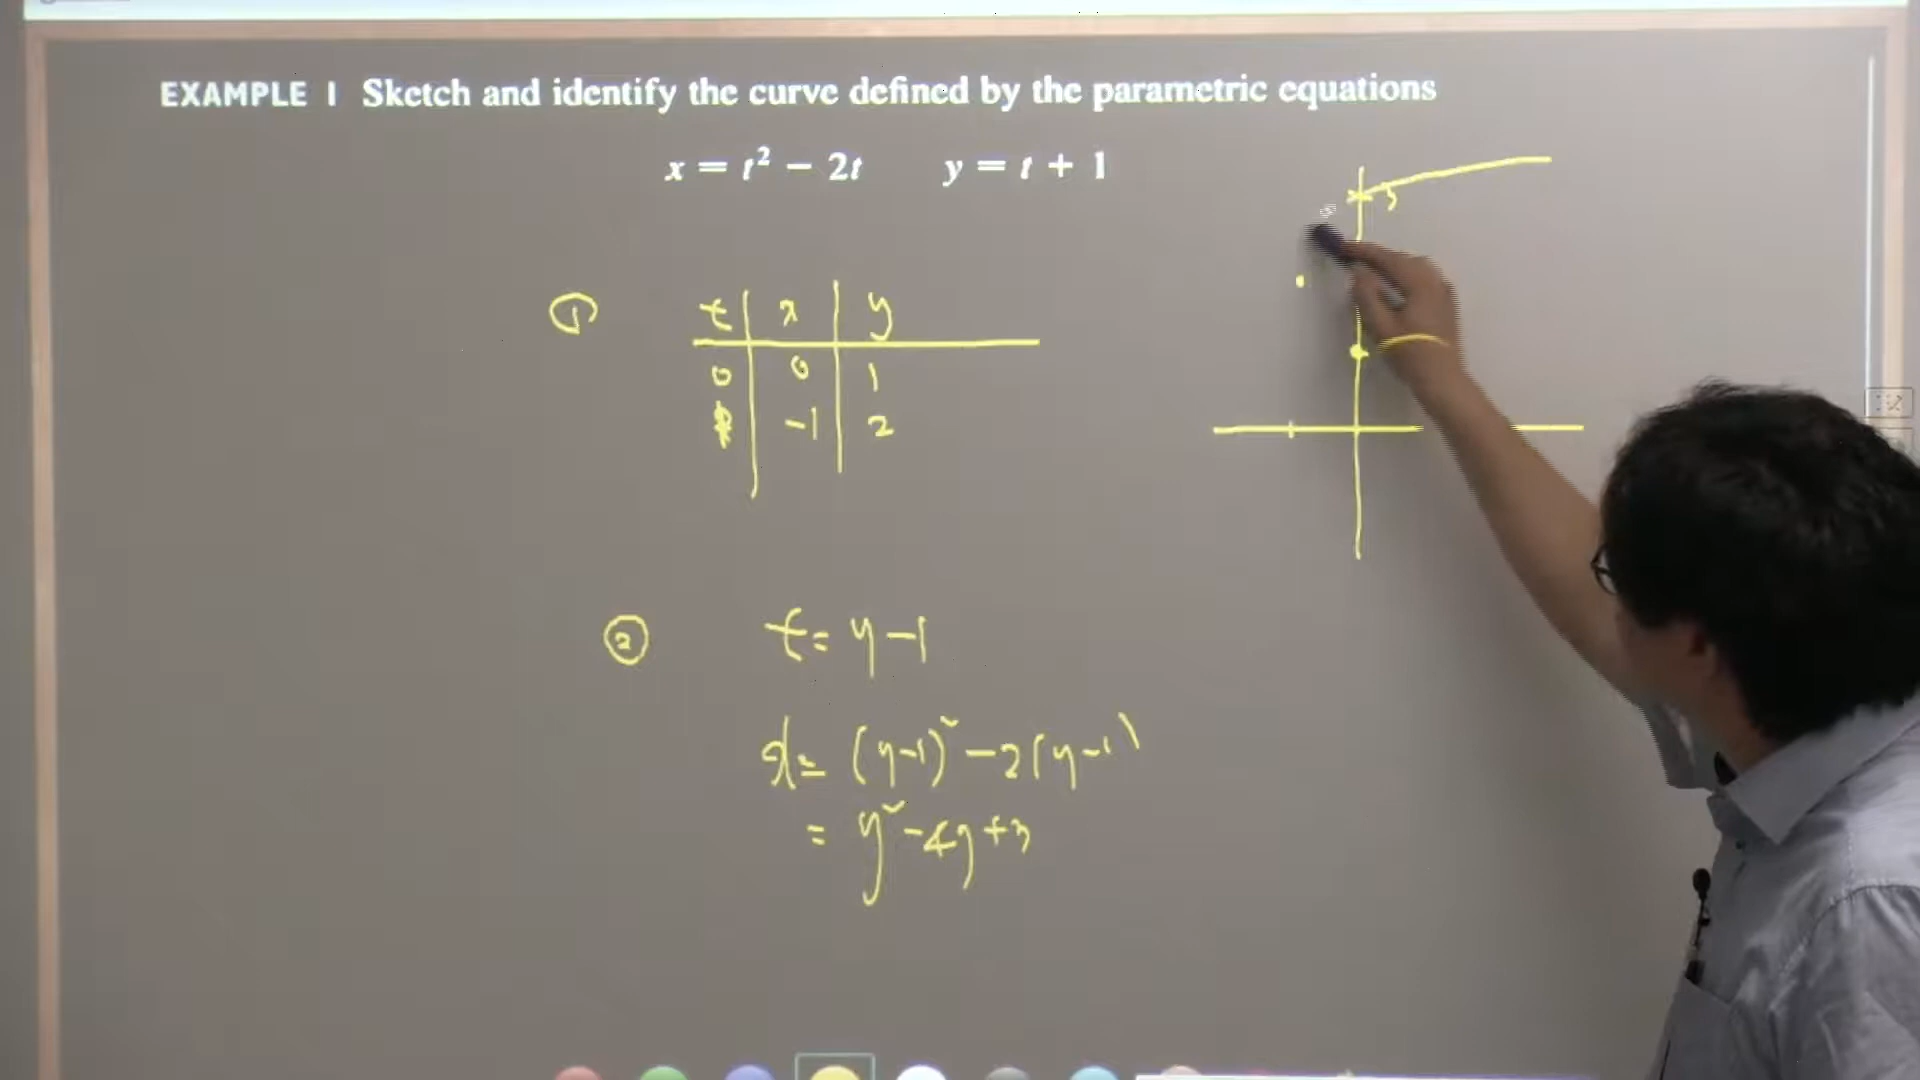 EXAMPLE 1 Sketch and identify the curve defined by the parametric equations
x = t² − 2t y = t + 1
3
① t x y
0 0 1
-1 2
② t = y-1
x = (y-1)² -2(y-1)
= y² -4y+3